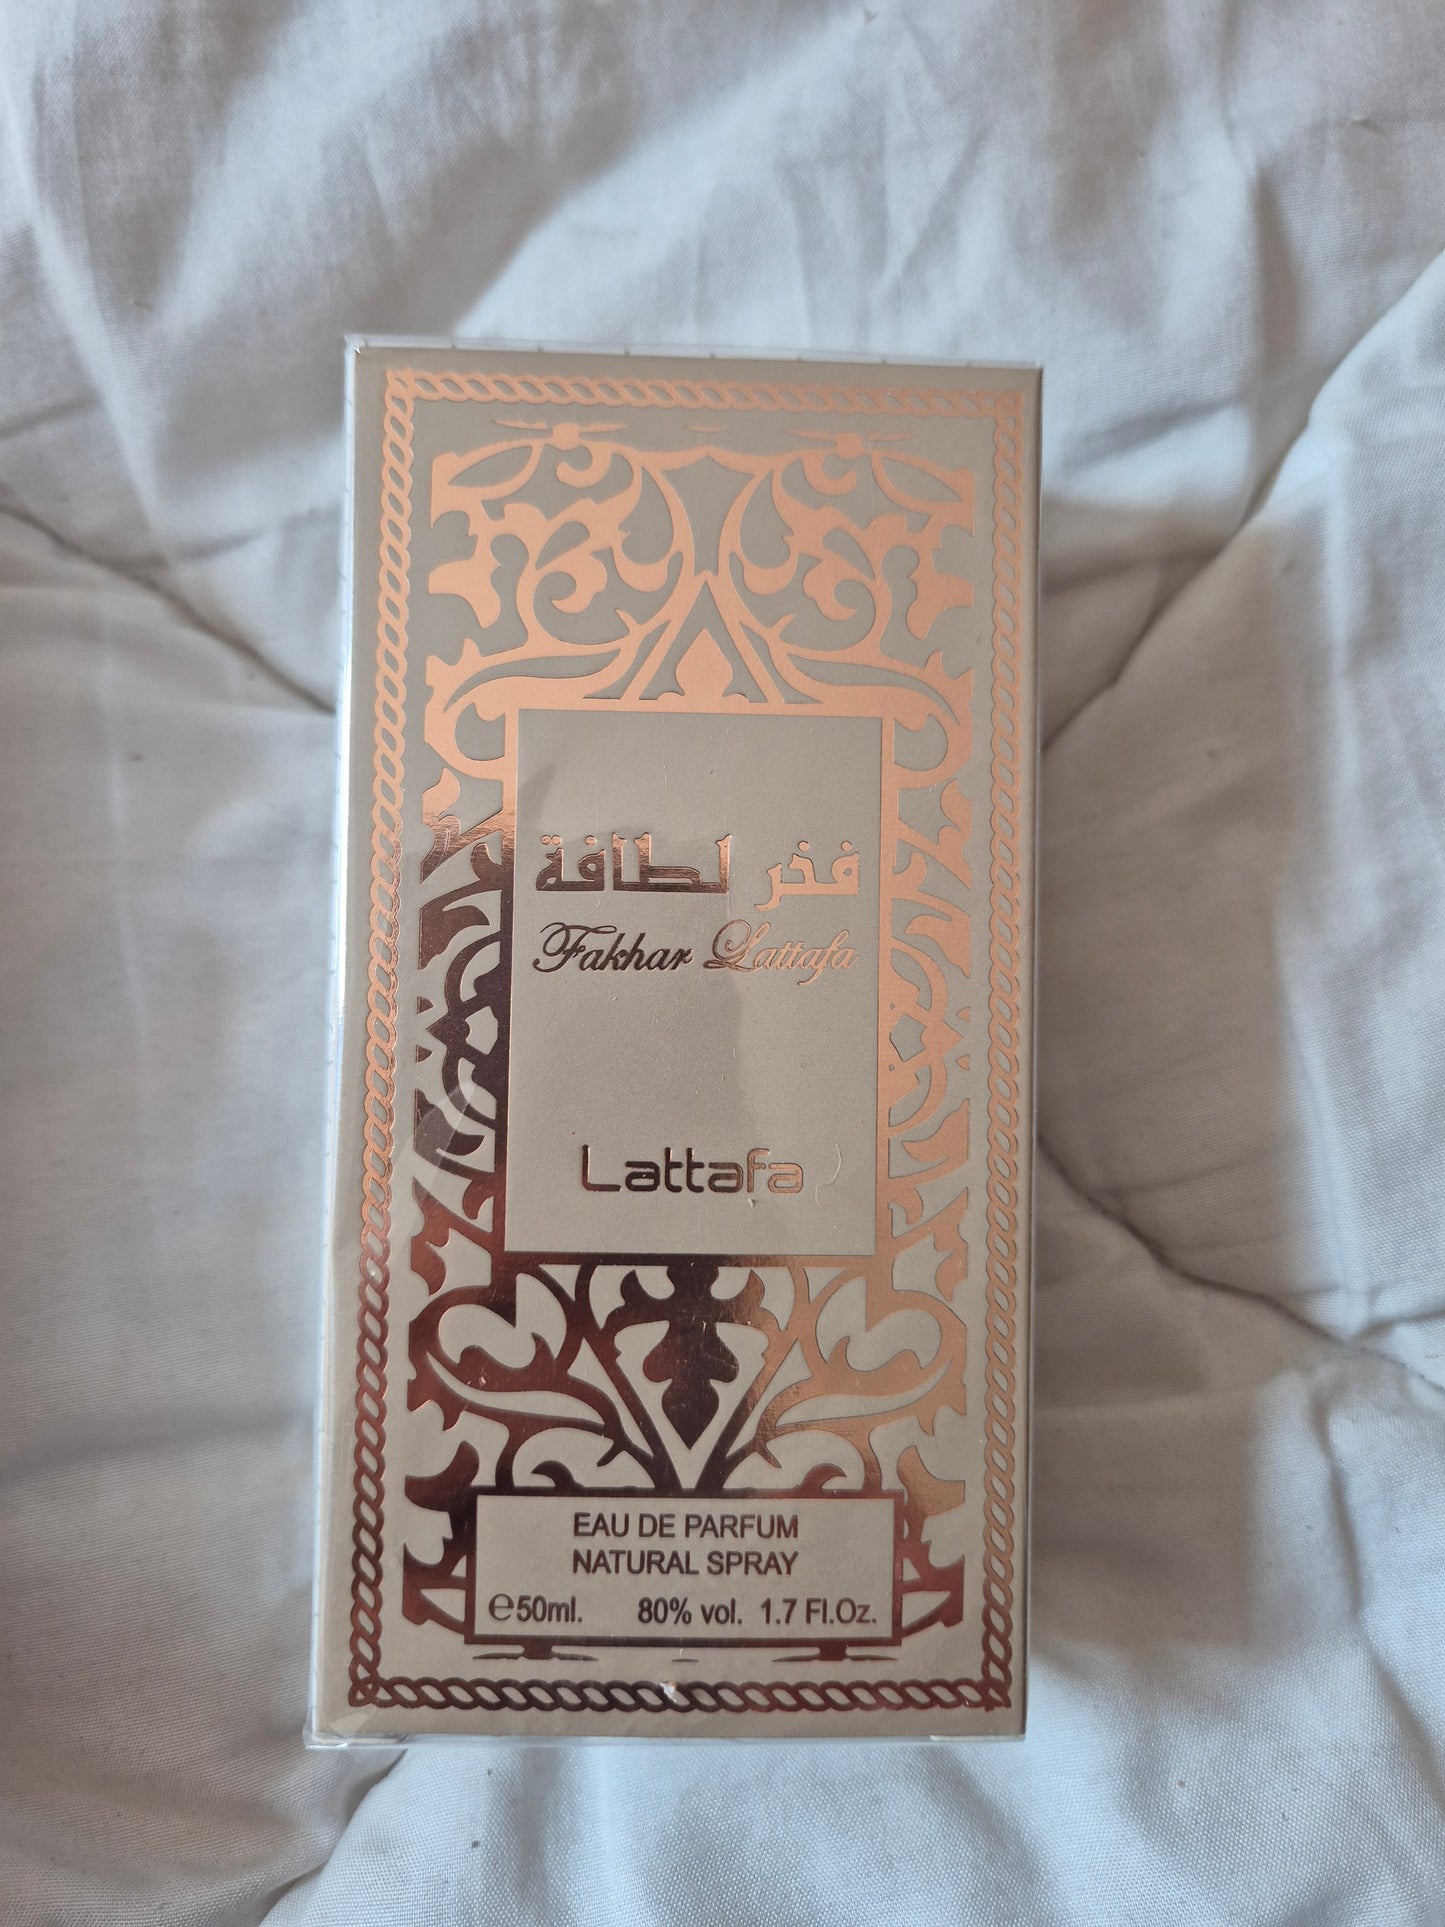 فخر لطافة
Fakhar Lattafa
Lattafa
EAU DE PARFUM
NATURAL SPRAY
℮50ml. 80% vol. 1.7 Fl.Oz.